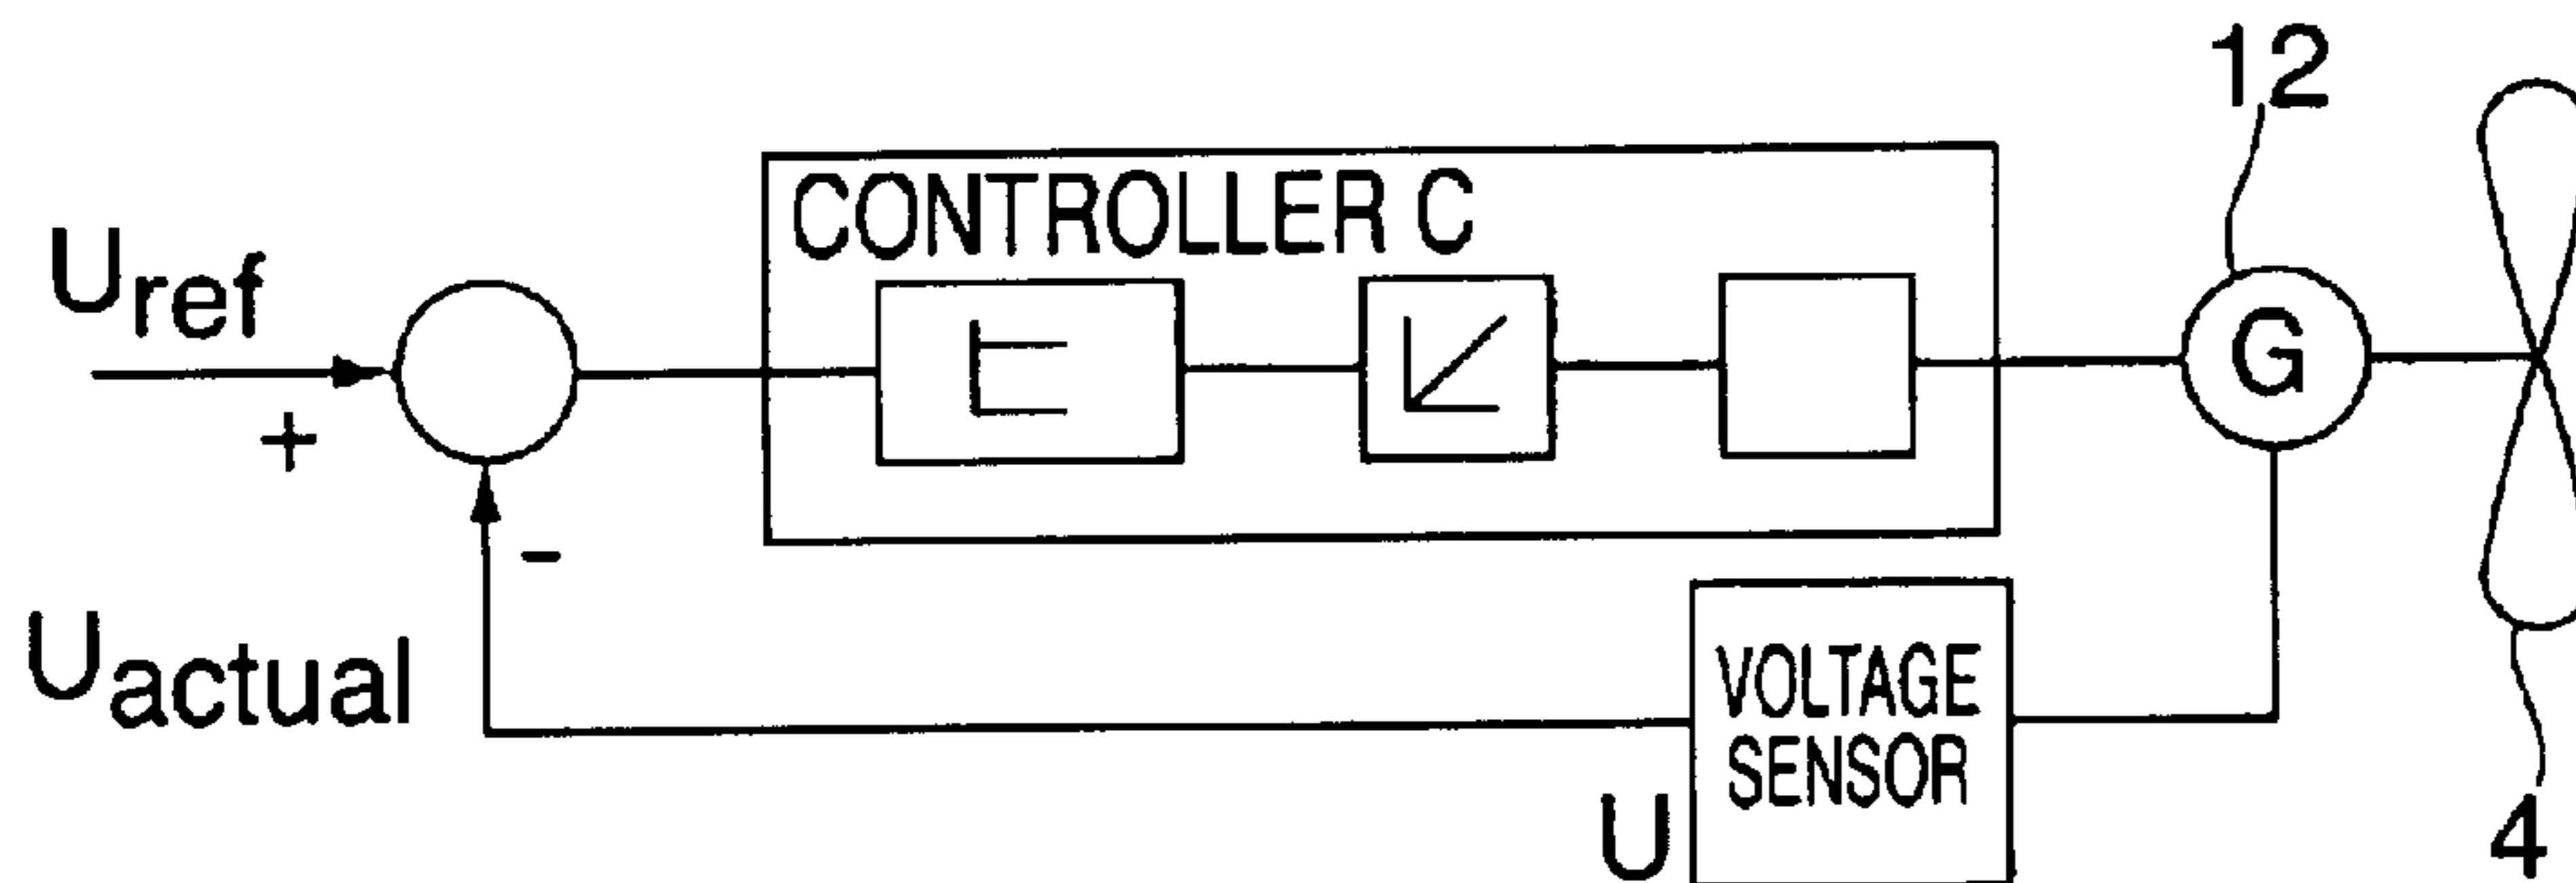 12
CONTROLLER C
Uref
+
G
-
Uactual
VOLTAGE
SENSOR
U
4